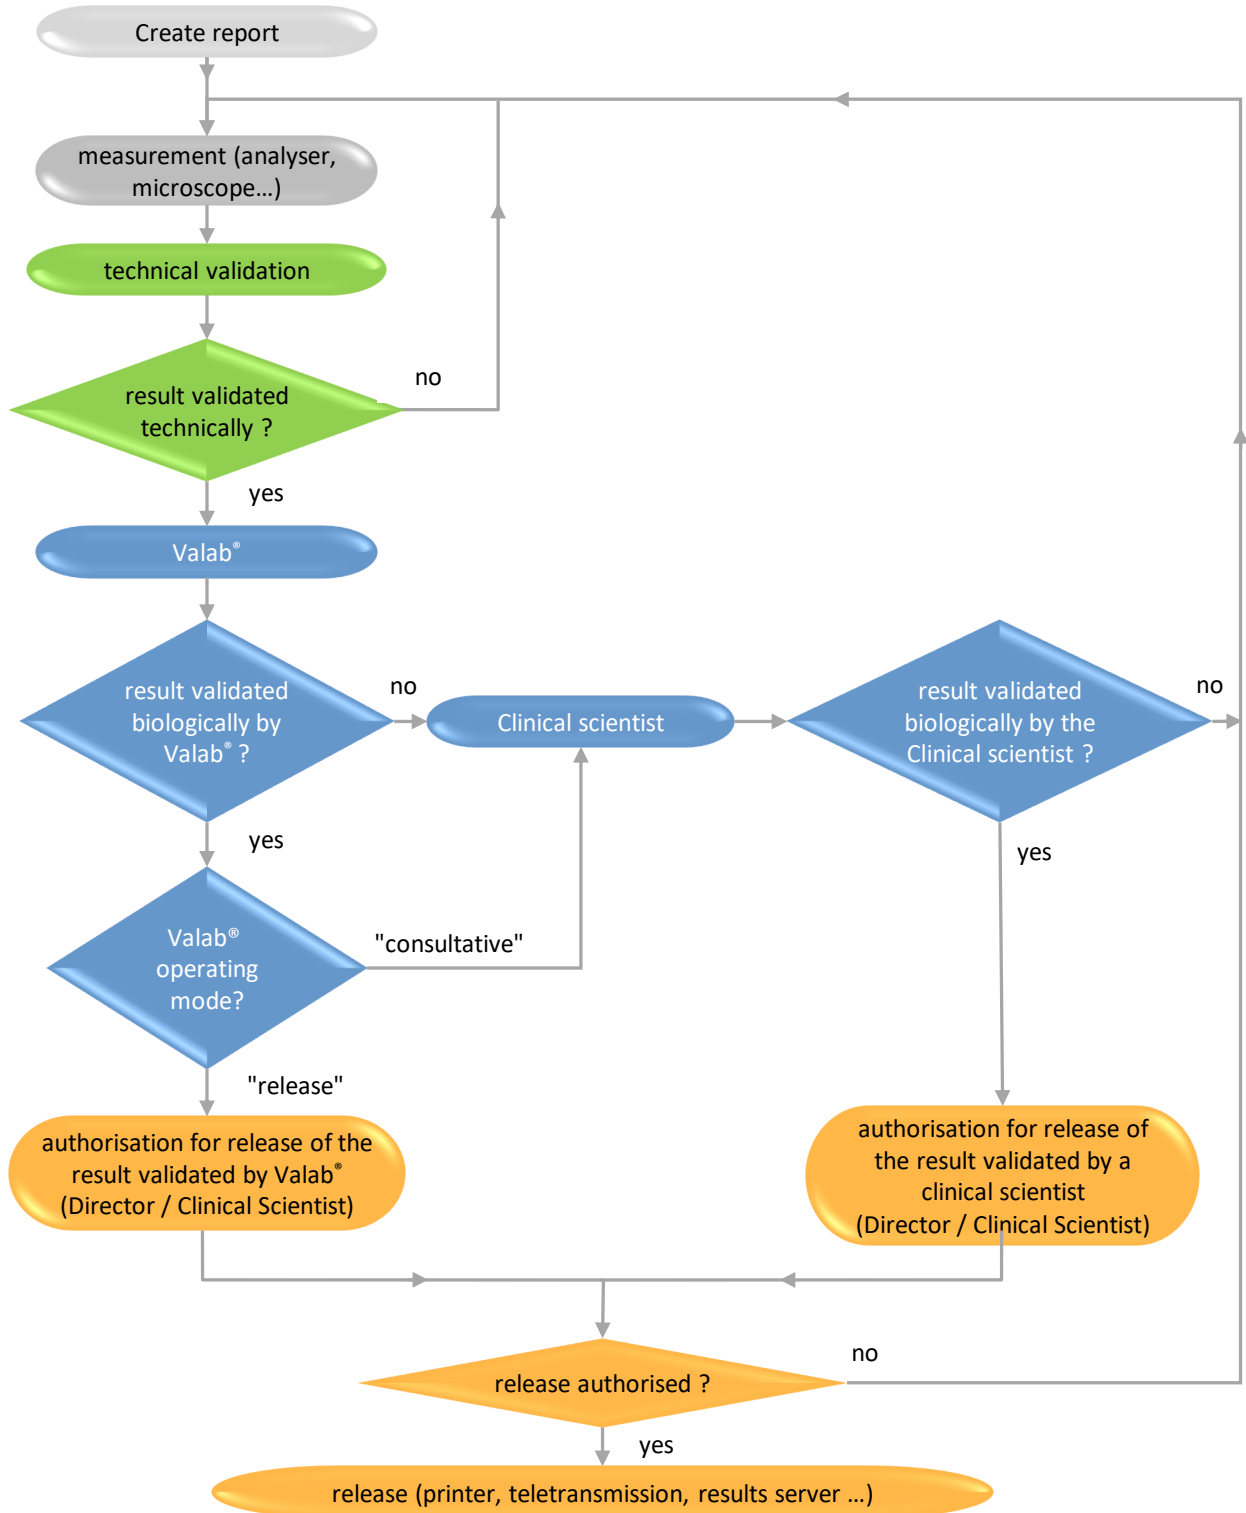 Create report
measurement (analyser,
microscope...)
technical validation
result validated
technically ?
no
yes
Valab®
result validated
biologically by
Valab® ?
no
Clinical scientist
result validated
biologically by the
Clinical scientist ?
no
yes
yes
Valab®
operating
mode?
"consultative"
"release"
authorisation for release of the
result validated by Valab®
(Director / Clinical Scientist)
authorisation for release of
the result validated by a
clinical scientist
(Director / Clinical Scientist)
release authorised ?
no
yes
release (printer, teletransmission, results server ...)